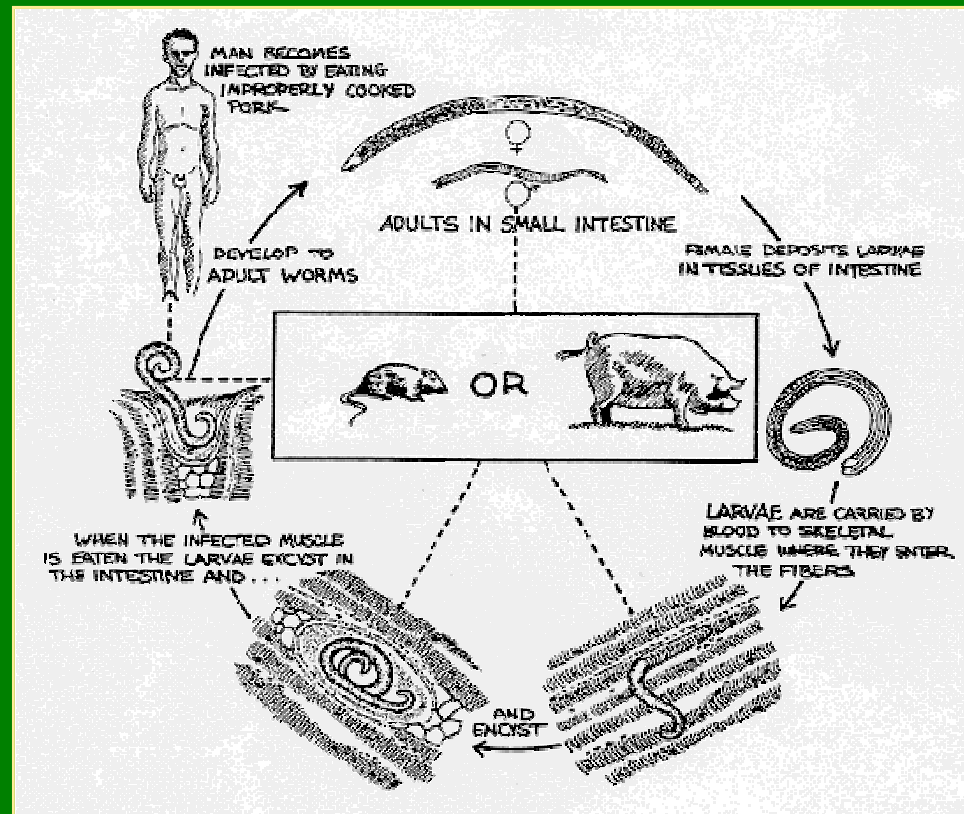 MAN BECOMES
INFECTED BY EATING
IMPROPERLY COOKED
PORK
♀
♂
ADULTS IN SMALL INTESTINE
DEVELOP TO
ADULT WORMS
FEMALE DEPOSITS LARVAE
IN TISSUES OF INTESTINE
OR
LARVAE ARE CARRIED BY
BLOOD TO SKELETAL
MUSCLE WHERE THEY ENTER
THE FIBERS
WHEN THE INFECTED MUSCLE
IS EATEN THE LARVAE EXCYST IN
THE INTESTINE AND . . .
AND
ENCYST